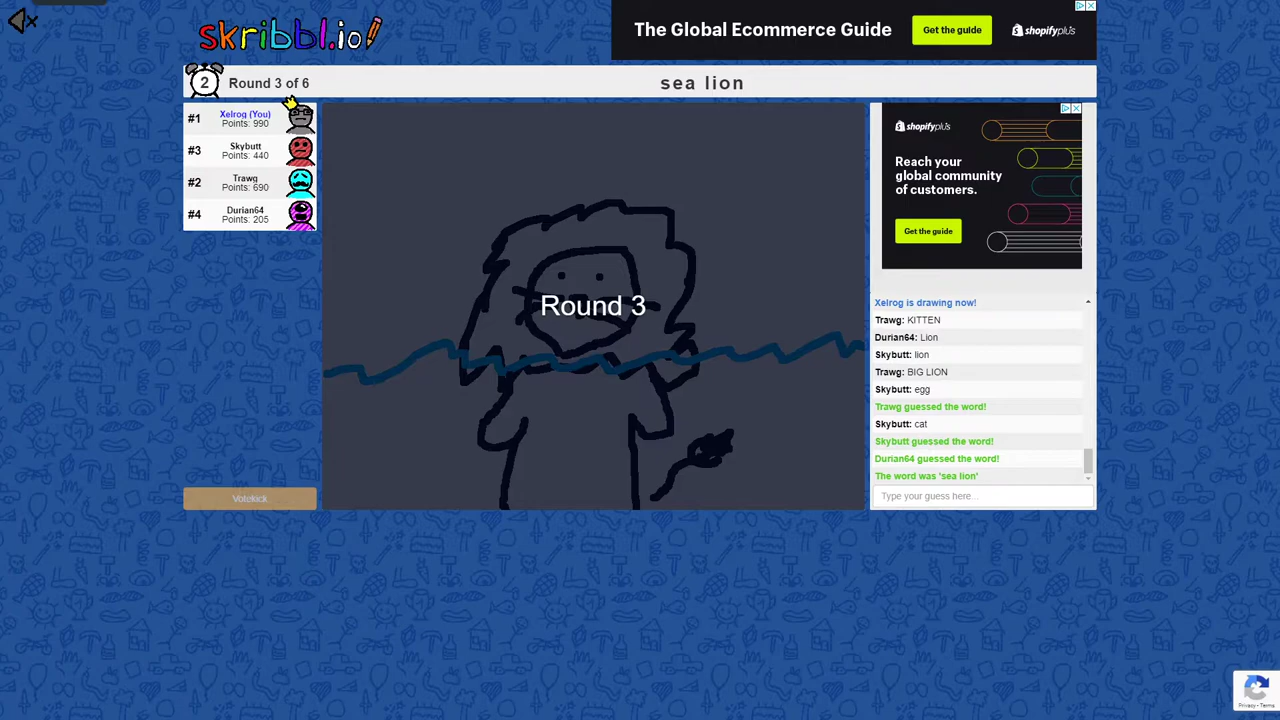 skribbl.io
The Global Ecommerce Guide
Get the guide
shopifyplus
2
Round 3 of 6
sea lion
#1
Xelrog (You)
Points: 990
#3
Skybutt
Points: 440
#2
Trawg
Points: 690
#4
Durian64
Points: 205
Votekick
Round 3
shopifyplus
Reach your
global community
of customers.
Get the guide
Xelrog is drawing now!
Trawg: KITTEN
Durian64: Lion
Skybutt: lion
Trawg: BIG LION
Skybutt: egg
Trawg guessed the word!
Skybutt: cat
Skybutt guessed the word!
Durian64 guessed the word!
The word was 'sea lion'
Type your guess here...
Privacy - Terms